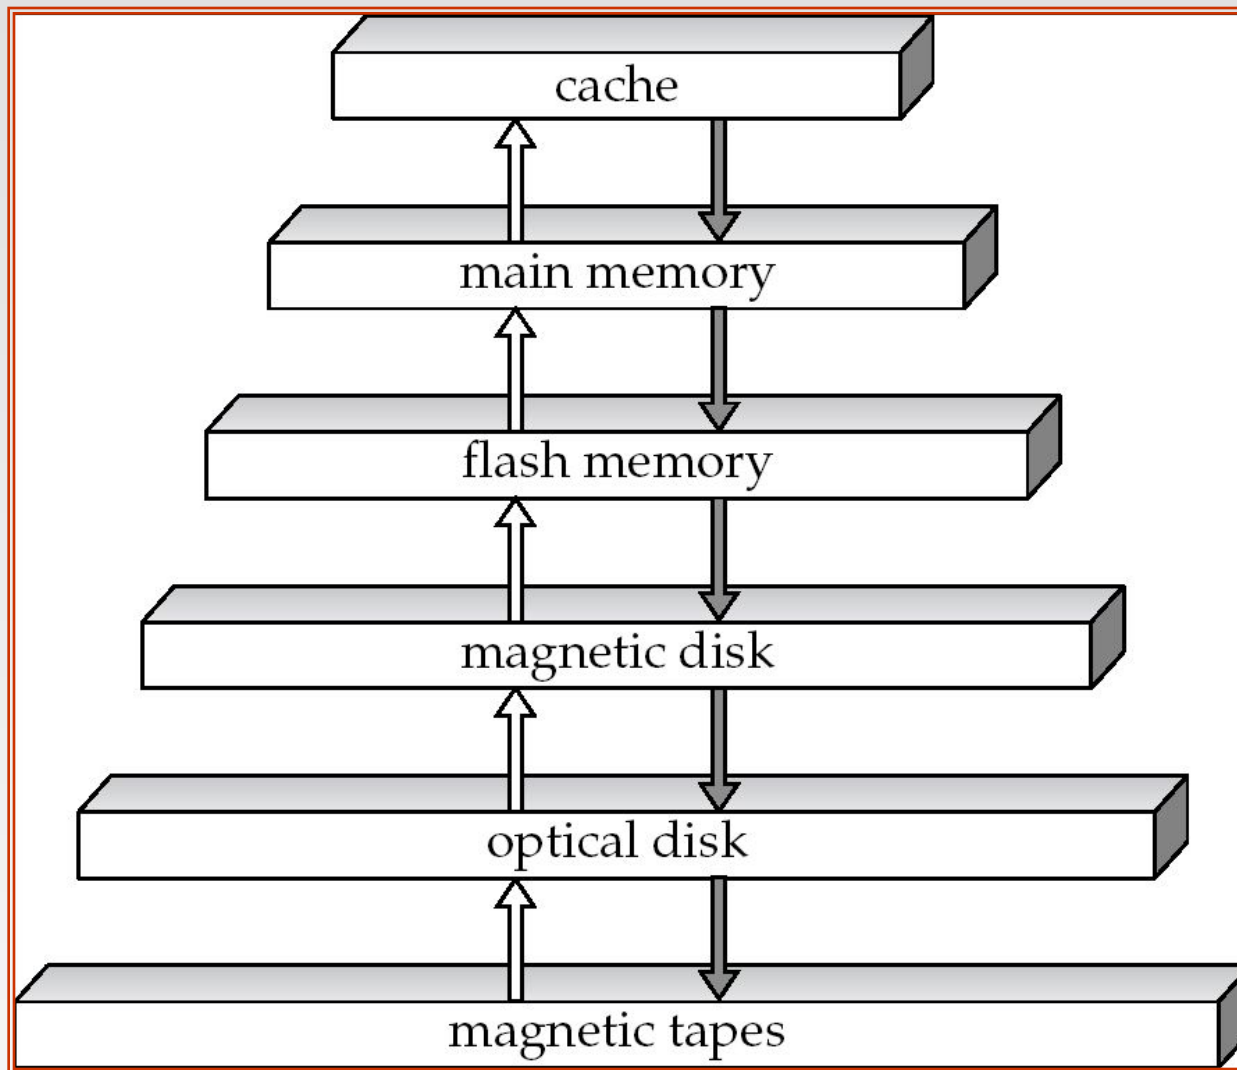 cache
main memory
flash memory
magnetic disk
optical disk
magnetic tapes